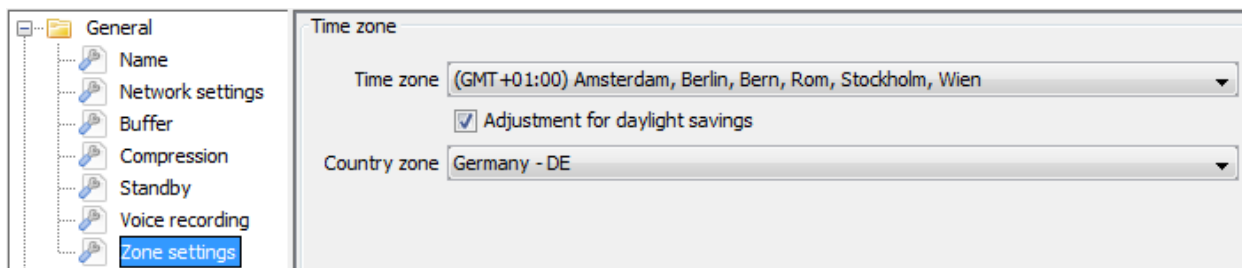 General
Name
Network settings
Buffer
Compression
Standby
Voice recording
Zone settings
Time zone
Time zone (GMT+01:00) Amsterdam, Berlin, Bern, Rom, Stockholm, Wien
Adjustment for daylight savings
Country zone Germany - DE